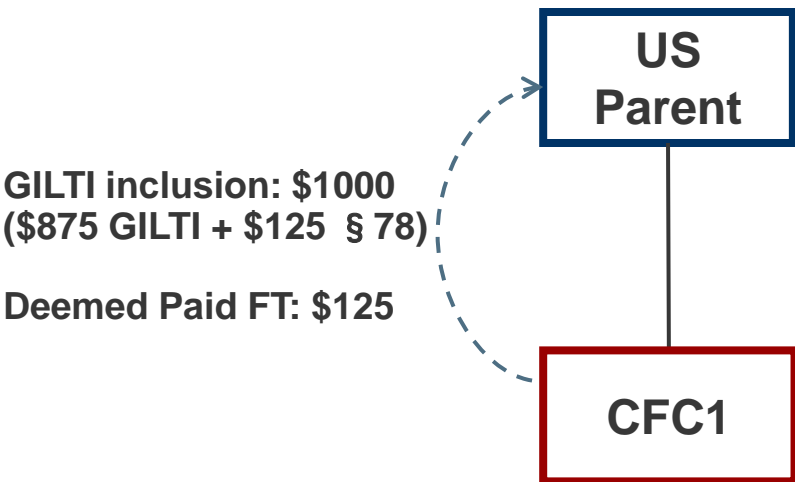 US
Parent
GILTI inclusion: $1000
($875 GILTI + $125 § 78)
Deemed Paid FT: $125
CFC1